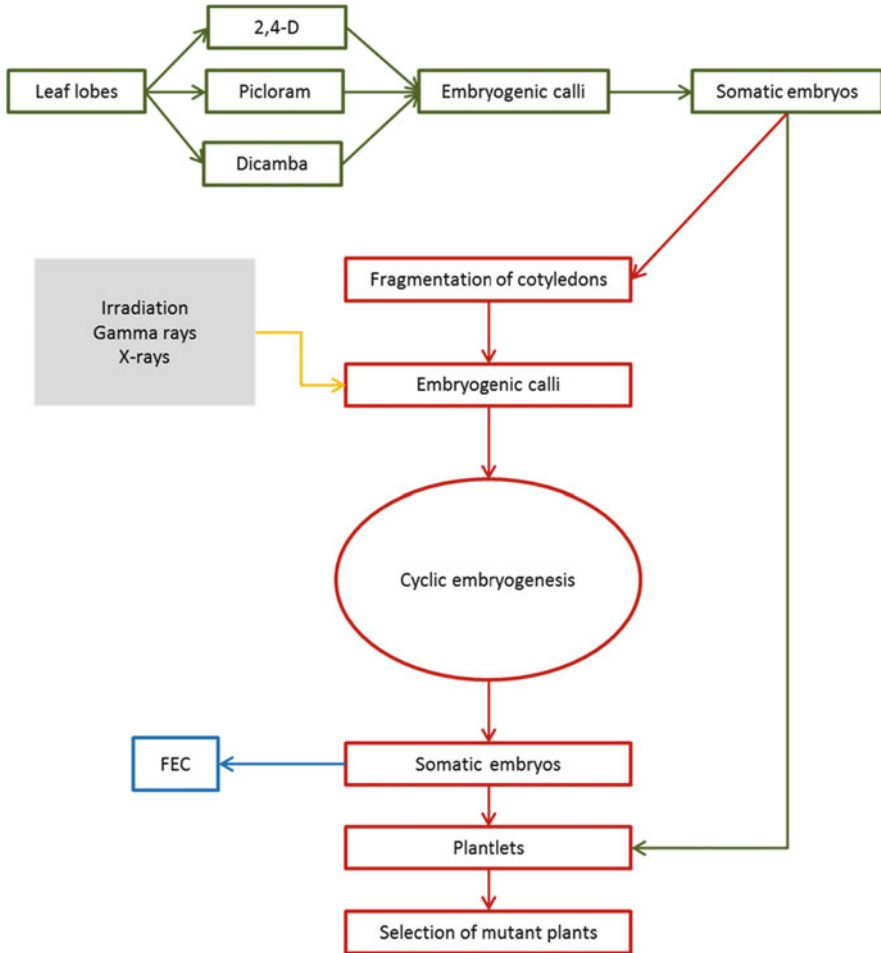 2,4-D
Leaf lobes
Picloram
Embryogenic calli
Somatic embryos
Dicamba
Fragmentation of cotyledons
Irradiation
Gamma rays
X-rays
Embryogenic calli
Cyclic embryogenesis
FEC
Somatic embryos
Plantlets
Selection of mutant plants